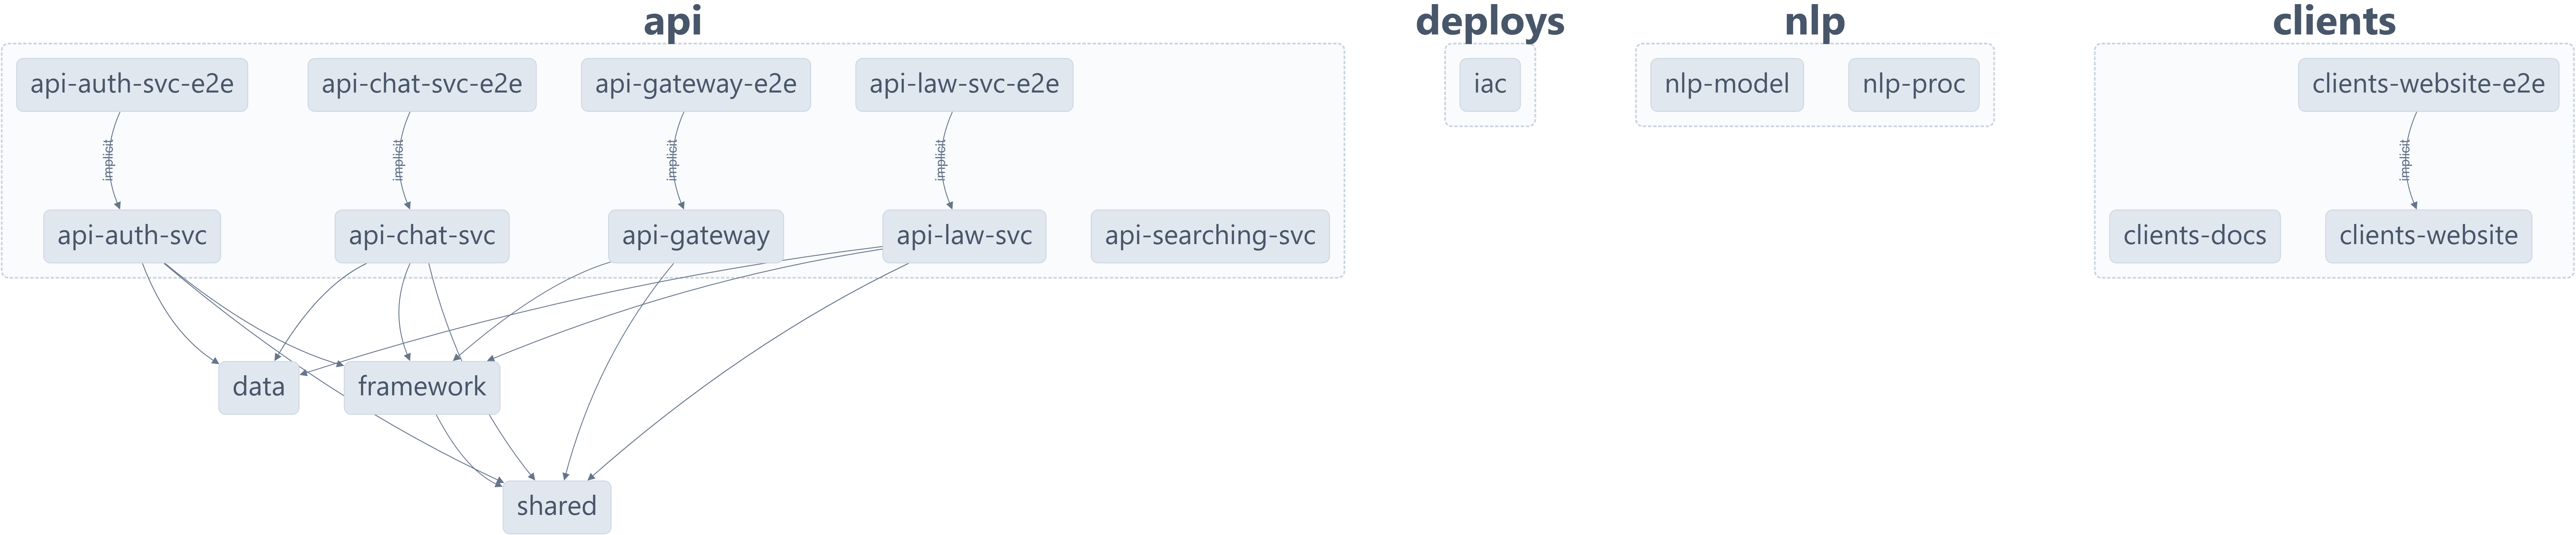 api
deploys
nlp
clients
api-auth-svc-e2e
api-chat-svc-e2e
api-gateway-e2e
api-law-svc-e2e
iac
nlp-model
nlp-proc
clients-website-e2e
implicit
implicit
implicit
implicit
implicit
api-auth-svc
api-chat-svc
api-gateway
api-law-svc
api-searching-svc
clients-docs
clients-website
data
framework
shared